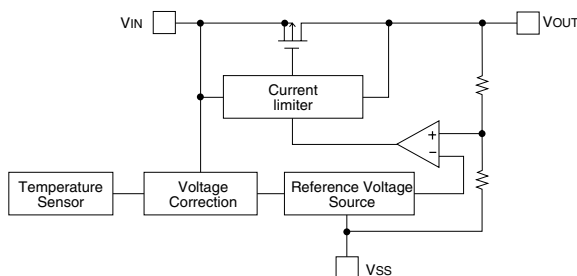 VIN
VOUT
Current
limiter
+
−
Temperature
Sensor
Voltage
Correction
Reference Voltage
Source
VSS